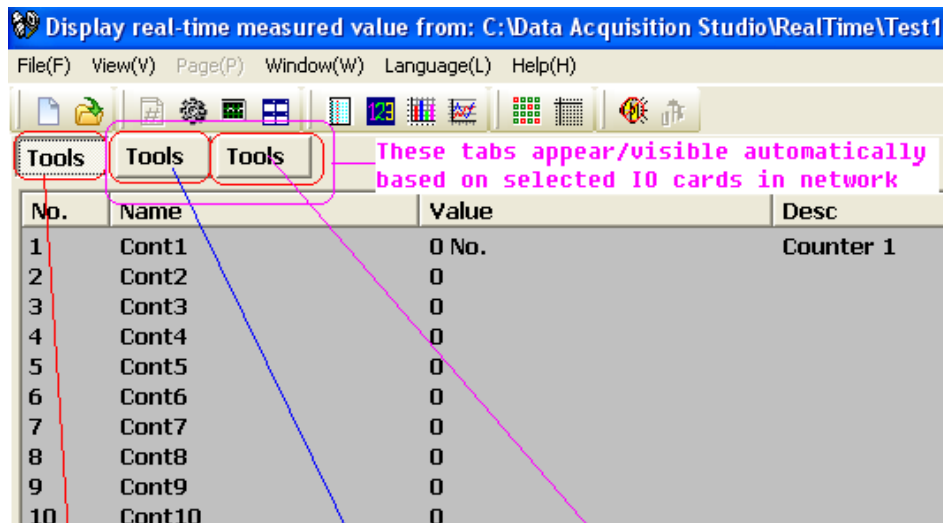 Display real-time measured value from: C:\Data Acquisition Studio\RealTime\Test1
File(F) View(V) Page(P) Window(W) Language(L) Help(H)
123
Tools Tools Tools
These tabs appear/visible automatically
based on selected IO cards in network
No. Name Value Desc
1 Cont1 0 No. Counter 1
2 Cont2 0
3 Cont3 0
4 Cont4 0
5 Cont5 0
6 Cont6 0
7 Cont7 0
8 Cont8 0
9 Cont9 0
10 Cont10 0